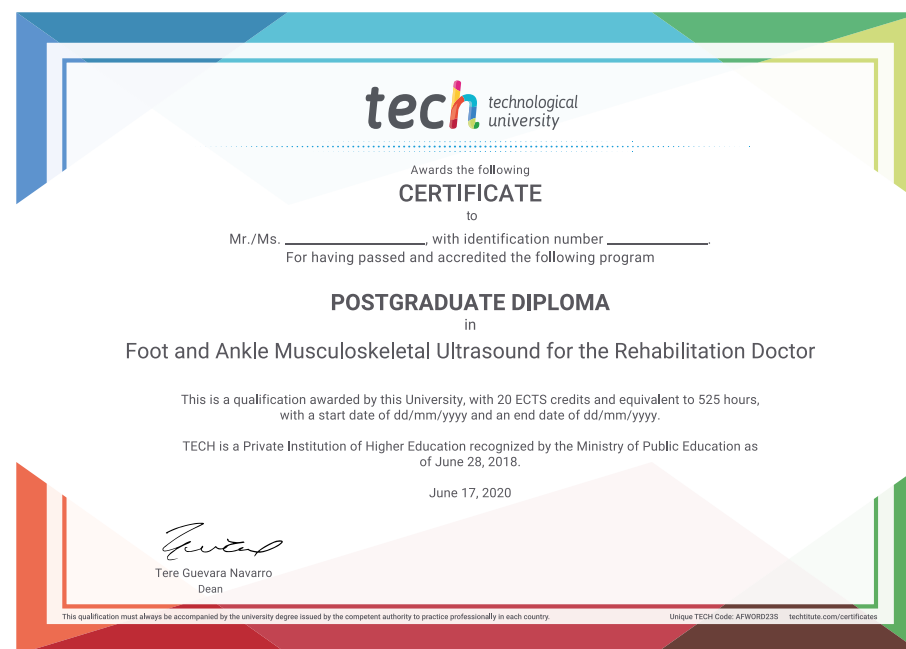 tech technological
university
Awards the following
CERTIFICATE
to
Mr./Ms. ____________, with identification number ____________.
For having passed and accredited the following program
POSTGRADUATE DIPLOMA
in
Foot and Ankle Musculoskeletal Ultrasound for the Rehabilitation Doctor
This is a qualification awarded by this University, with 20 ECTS credits and equivalent to 525 hours,
with a start date of dd/mm/yyyy and an end date of dd/mm/yyyy.
TECH is a Private Institution of Higher Education recognized by the Ministry of Public Education as
of June 28, 2018.
June 17, 2020
Tere Guevara Navarro
Dean
This qualification must always be accompanied by the university degree issued by the competent authority to practice professionally in each country.
Unique TECH Code: AFWORD23S techtitute.com/certificates